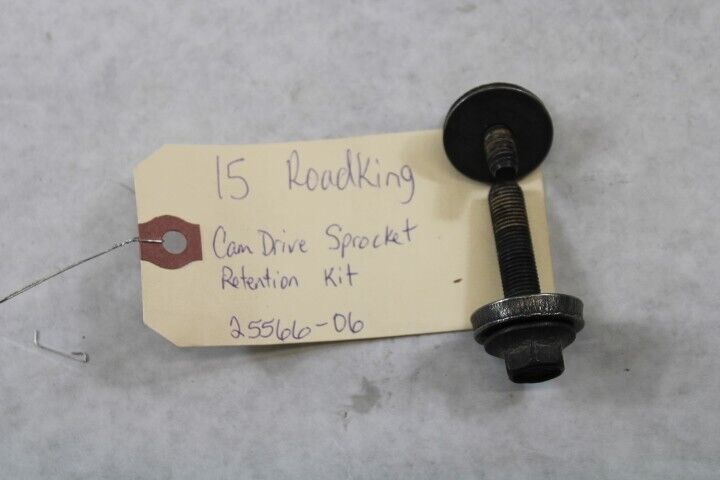 15 RoadKing
Cam Drive Sprocket
Retention Kit
25566-06